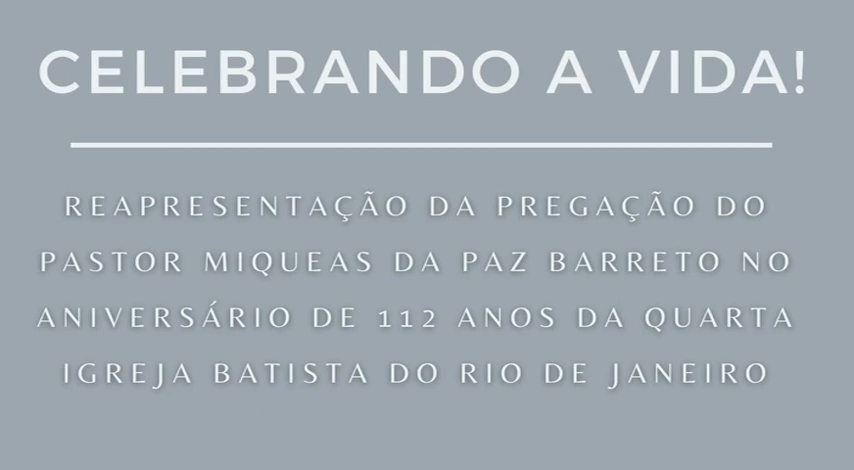 CELEBRANDO A VIDA!
REAPRESENTAÇÃO DA PREGAÇÃO DO
PASTOR MIQUEAS DA PAZ BARRETO NO
ANIVERSÁRIO DE 112 ANOS DA QUARTA
IGREJA BATISTA DO RIO DE JANEIRO